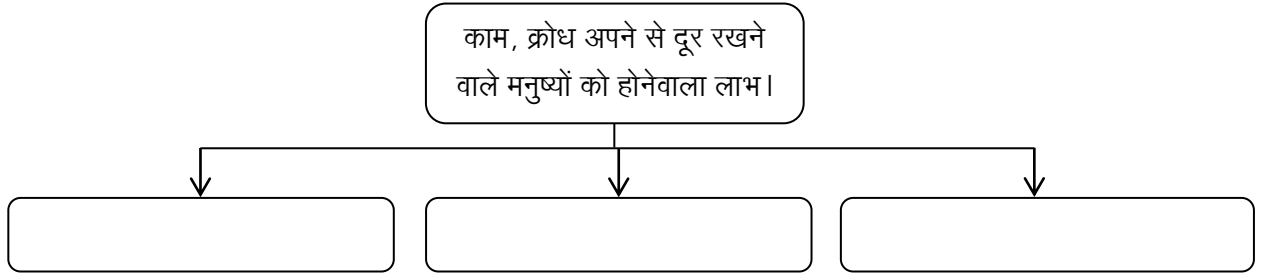 काम, क्रोध अपने से दूर रखने
वाले मनुष्यों को होनेवाला लाभ।